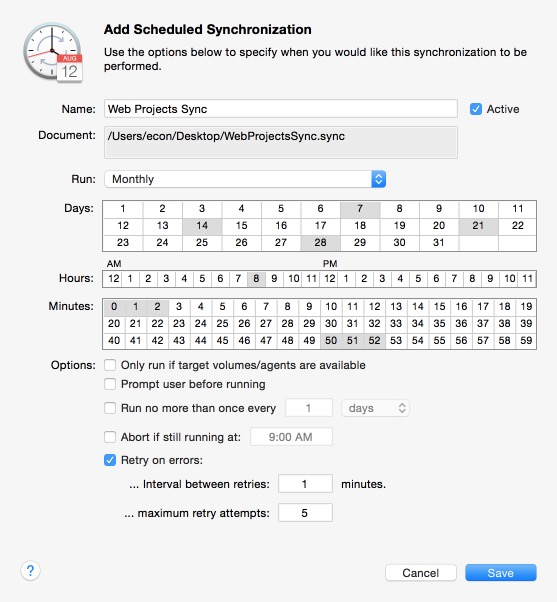 Add Scheduled Synchronization
Use the options below to specify when you would like this synchronization to be
performed.
AUG
12
Name: Web Projects Sync Active
Document: /Users/econ/Desktop/WebProjectsSync.sync
Run: Monthly
Days: 1 2 3 4 5 6 7 8 9 10 11
12 13 14 15 16 17 18 19 20 21 22
23 24 25 26 27 28 29 30 31
AM PM
Hours: 12 1 2 3 4 5 6 7 8 9 10 11 12 1 2 3 4 5 6 7 8 9 10 11
Minutes: 0 1 2 3 4 5 6 7 8 9 10 11 12 13 14 15 16 17 18 19
20 21 22 23 24 25 26 27 28 29 30 31 32 33 34 35 36 37 38 39
40 41 42 43 44 45 46 47 48 49 50 51 52 53 54 55 56 57 58 59
Options: Only run if target volumes/agents are available
Prompt user before running
Run no more than once every 1 days
Abort if still running at: 9:00 AM
Retry on errors:
... Interval between retries: 1 minutes.
... maximum retry attempts: 5
? Cancel Save